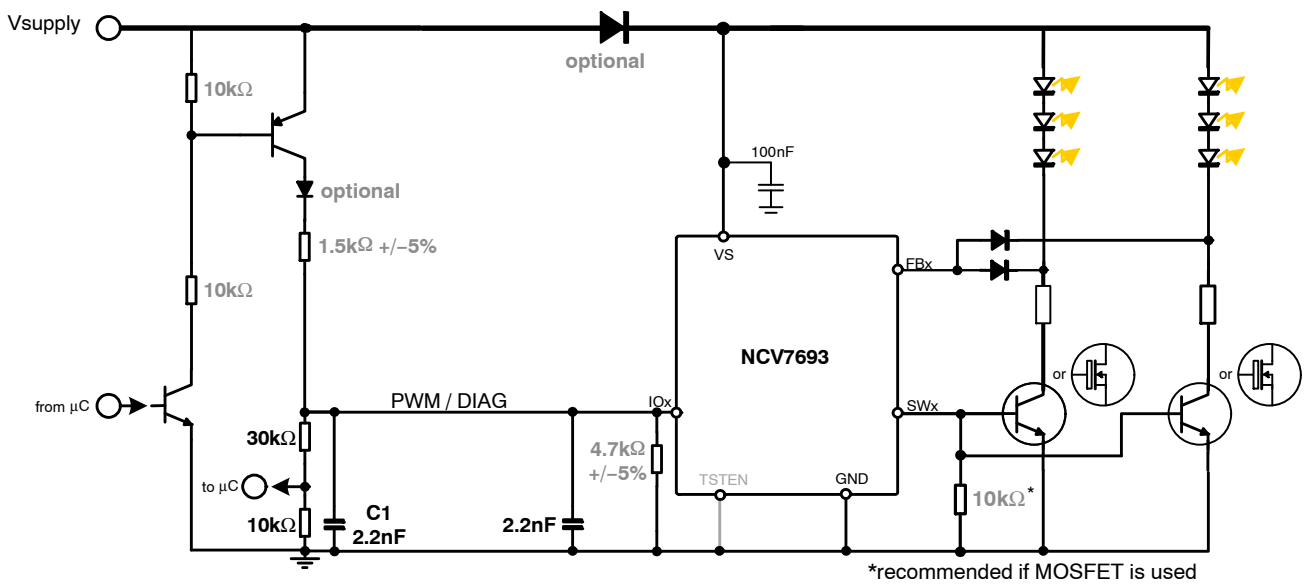 Vsupply
optional
10kΩ
100nF
optional
1.5kΩ +/−5%
VS
FBx
10kΩ
NCV7693
or
or
from μC
PWM / DIAG
IOx
SWx
30kΩ
4.7kΩ
+/−5%
to μC
TSTEN
GND
10kΩ*
10kΩ
C1
2.2nF
2.2nF
*recommended if MOSFET is used